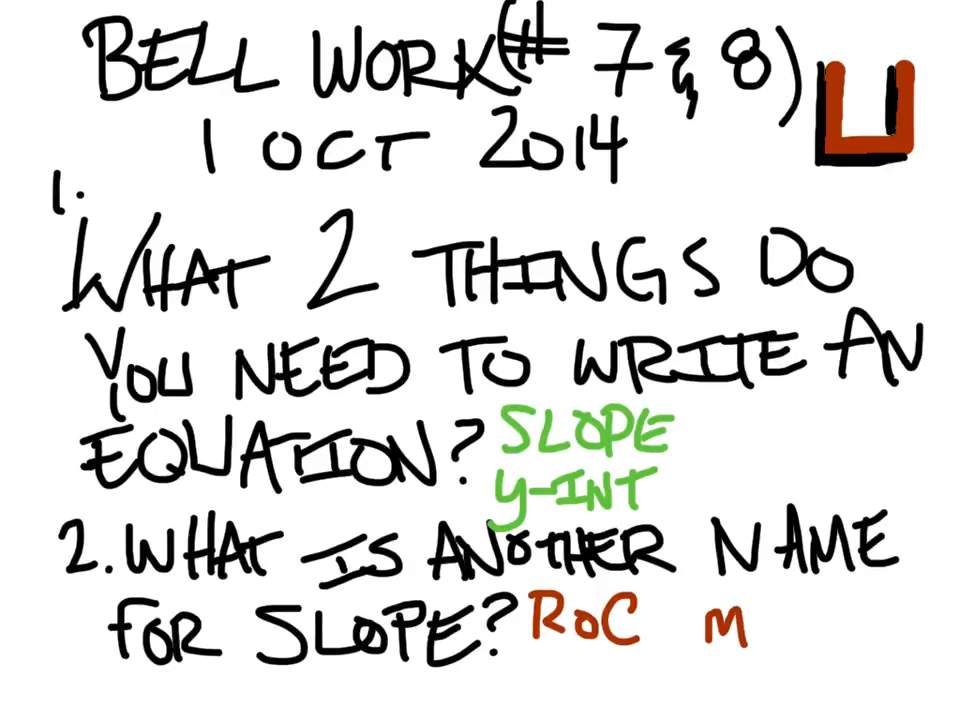 BELL WORK (# 7 & 8)
1 OCT 2014
1.
WHAT 2 THINGS DO
YOU NEED TO WRITE AN
EQUATION? SLOPE
y-INT
2. WHAT IS ANOTHER NAME
FOR SLOPE? ROC M